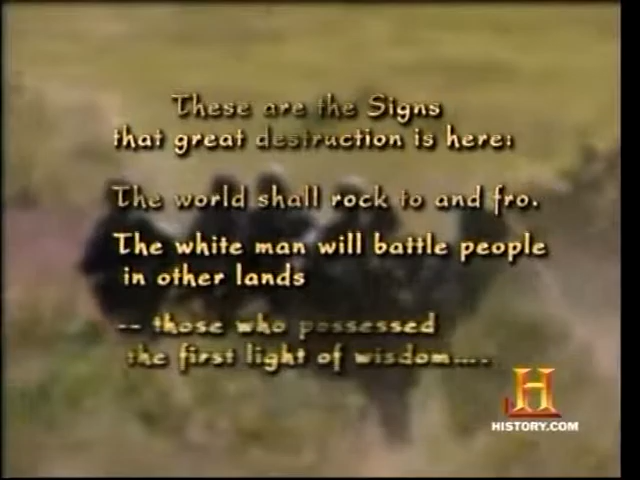 These are the Signs
that great destruction is here:
The world shall rock to and fro.
The white man will battle people
in other lands
-- those who possessed
the first light of wisdom....
H
HISTORY.COM